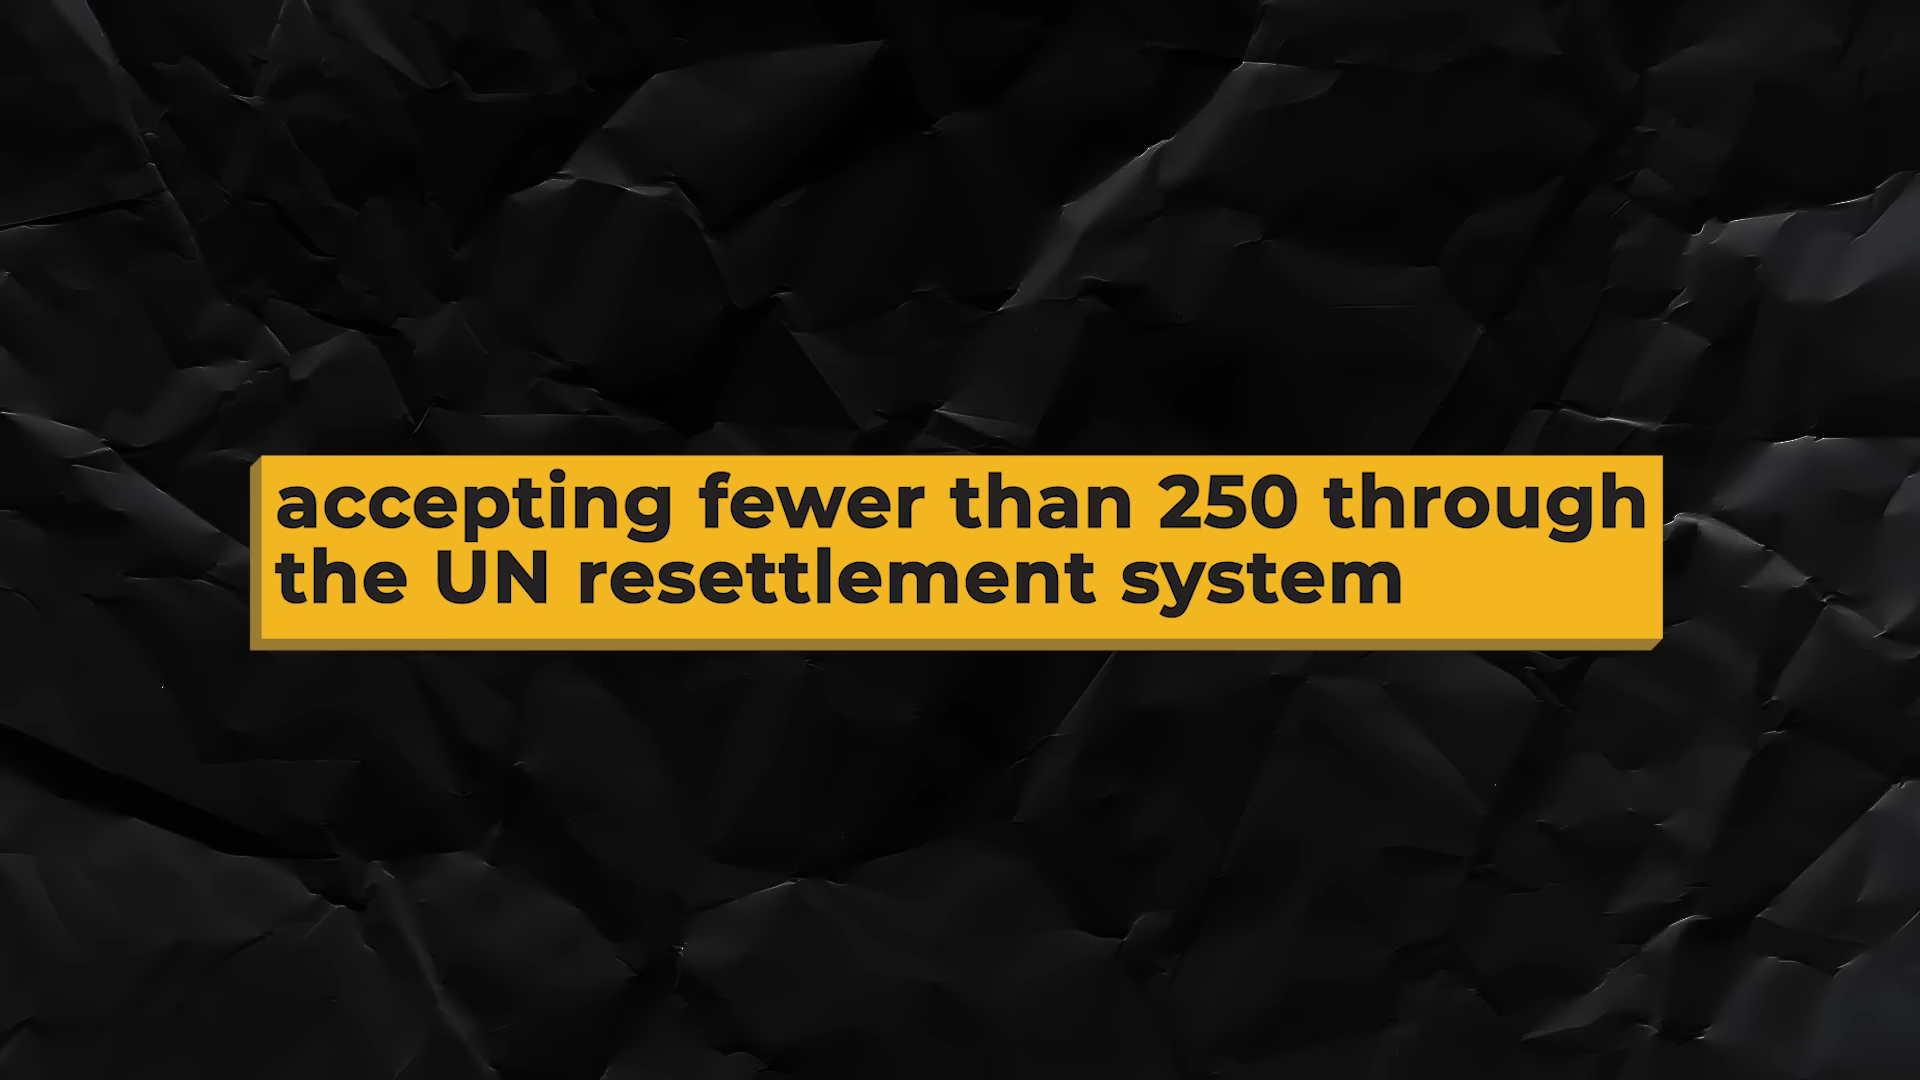 accepting fewer than 250 through
the UN resettlement system